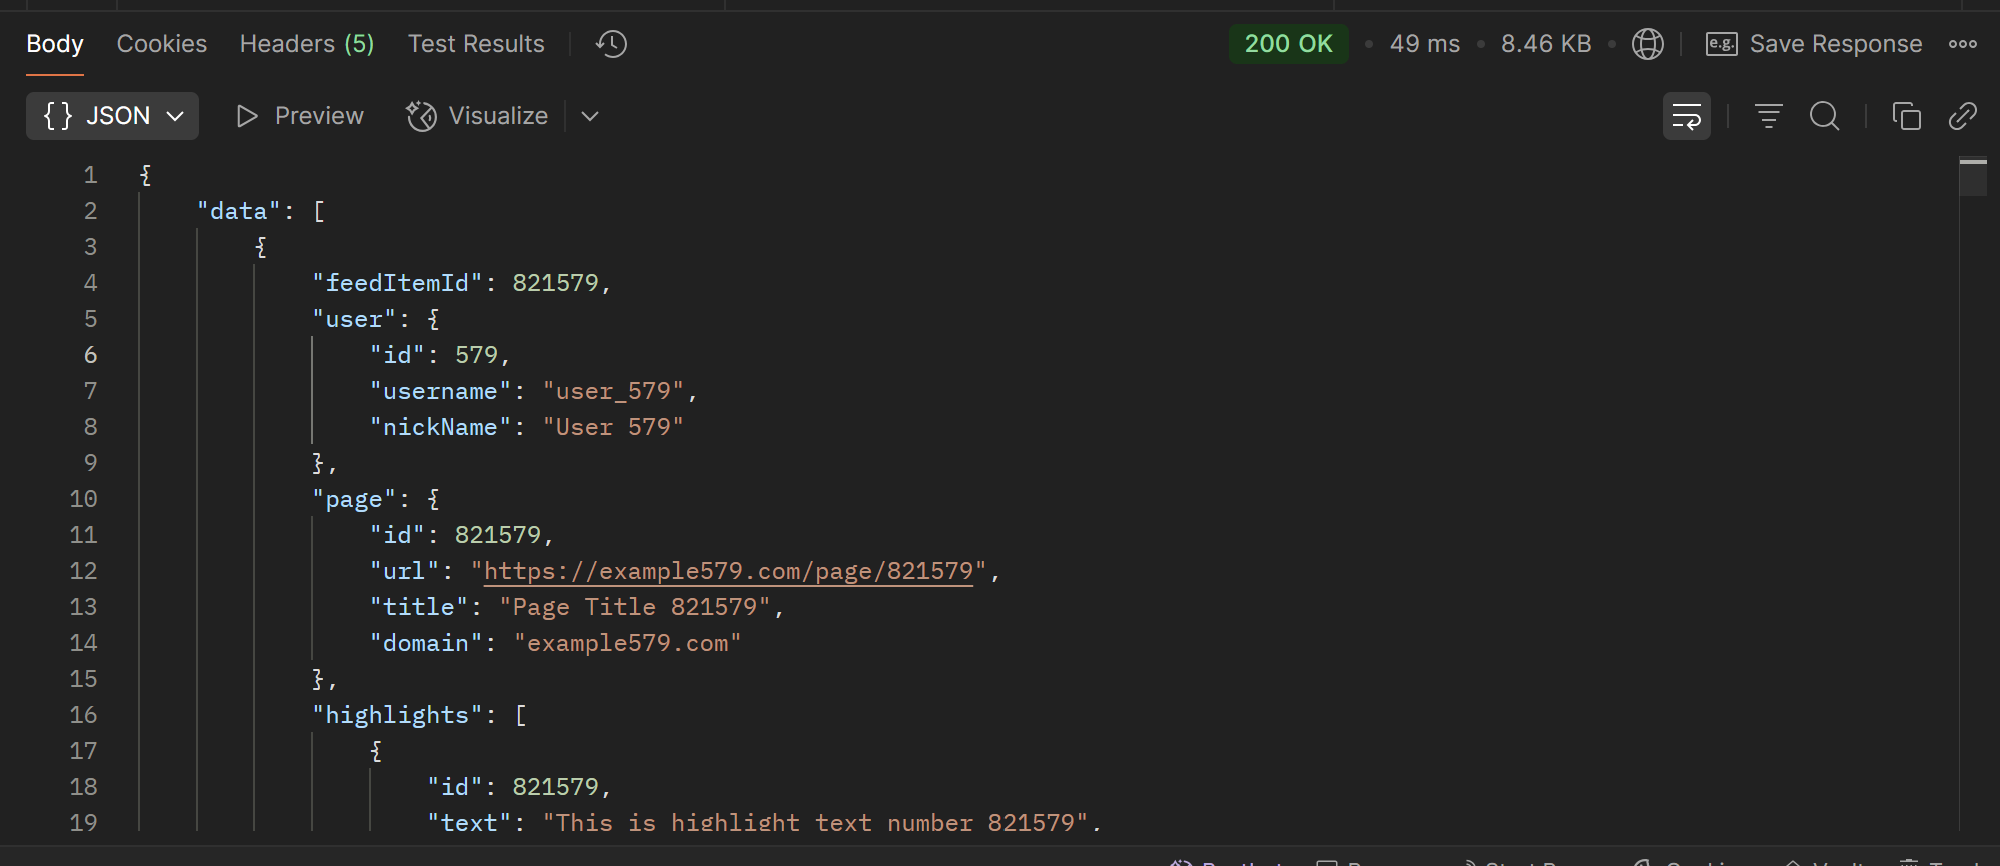 Body Cookies Headers (5) Test Results 200 OK • 49 ms • 8.46 KB • e.g. Save Response
{} JSON Preview Visualize
1 {
2 "data": [
3 {
4 "feedItemId": 821579,
5 "user": {
6 "id": 579,
7 "username": "user_579",
8 "nickName": "User 579"
9 },
10 "page": {
11 "id": 821579,
12 "url": "https://example579.com/page/821579",
13 "title": "Page Title 821579",
14 "domain": "example579.com"
15 },
16 "highlights": [
17 {
18 "id": 821579,
19 "text": "This is highlight text number 821579",